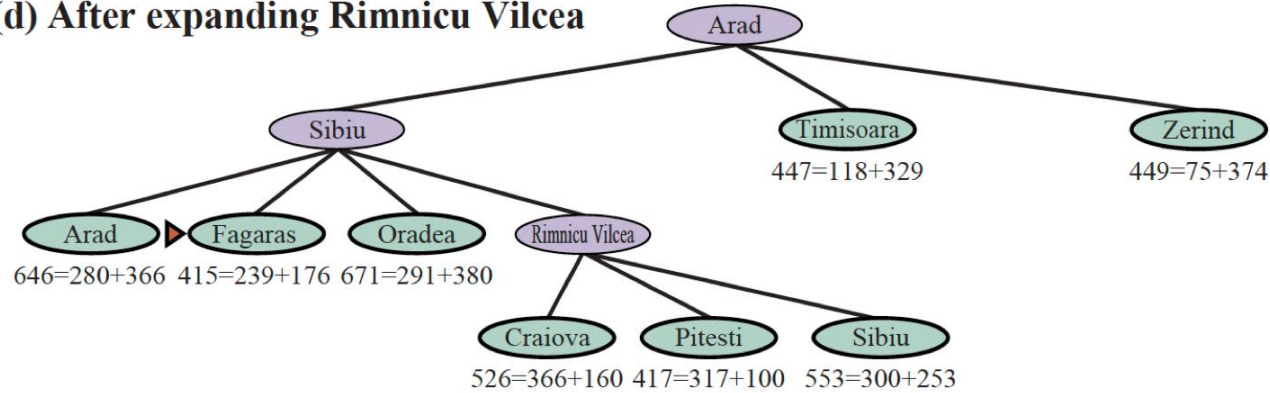 (d) After expanding Rimnicu Vilcea
Arad
Sibiu
Timisoara
Zerind
447=118+329
449=75+374
Arad
Fagaras
Oradea
Rimnicu Vilcea
646=280+366
415=239+176
671=291+380
Craiova
Pitesti
Sibiu
526=366+160
417=317+100
553=300+253